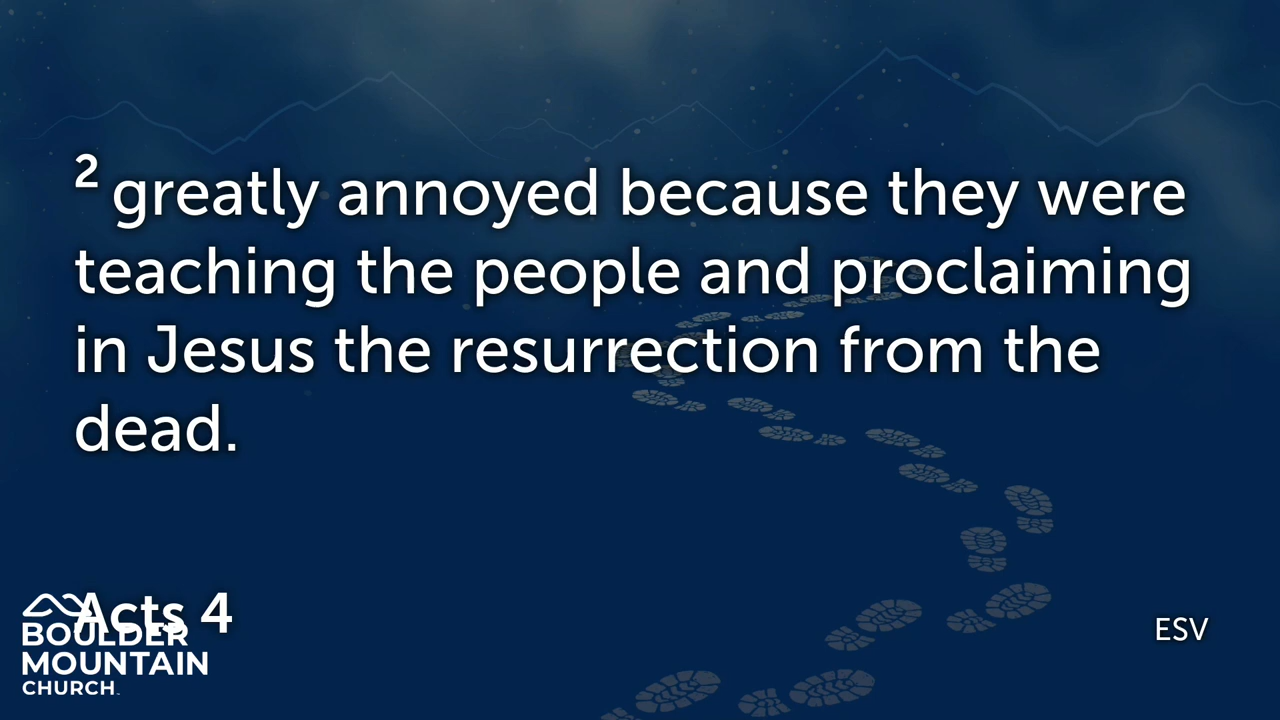 2 greatly annoyed because they were
teaching the people and proclaiming
in Jesus the resurrection from the
dead.
Acts 4
BOULDER
MOUNTAIN
CHURCH
ESV